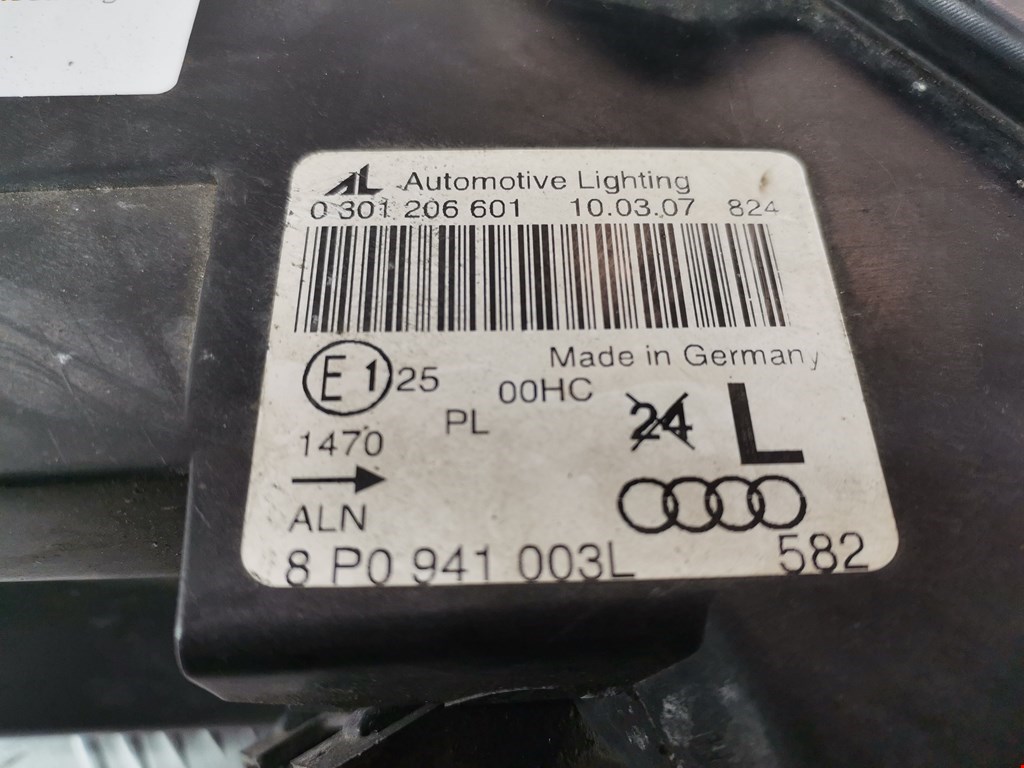 AL Automotive Lighting
0 301 206 601 10.03.07 824
Made in Germany
E1 25 00HC
PL 24 L
1470
ALN
8 P0 941 003L 582